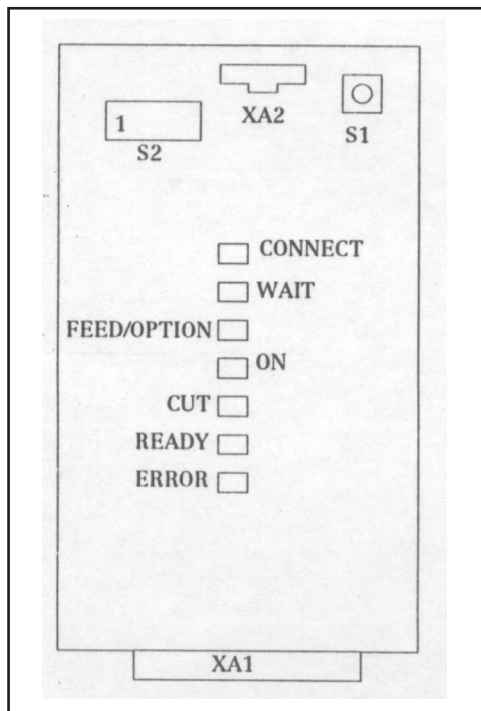 XA2
1
S1
S2
CONNECT
WAIT
FEED/OPTION
ON
CUT
READY
ERROR
XA1